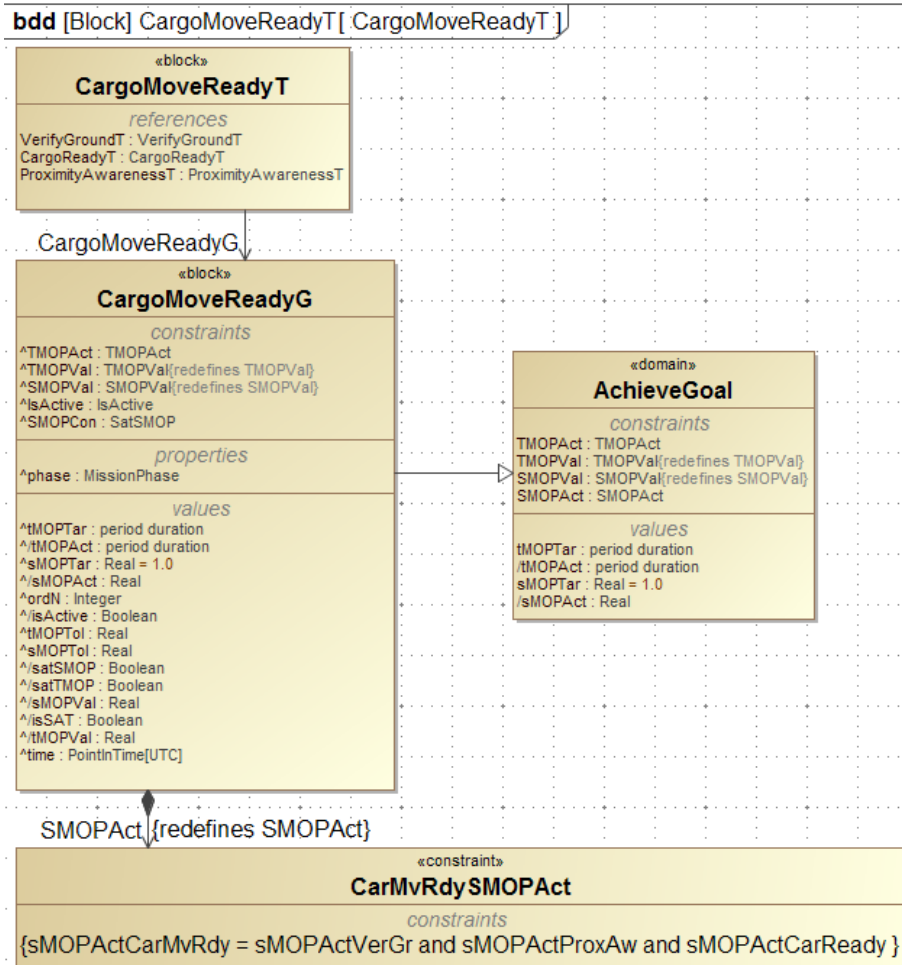 bdd [Block] CargoMoveReadyT[ CargoMoveReadyT ]
«block»
CargoMoveReadyT
references
VerifyGroundT : VerifyGroundT
CargoReadyT : CargoReadyT
ProximityAwarenessT : ProximityAwarenessT
CargoMoveReadyG
«block»
CargoMoveReadyG
constraints
^TMOPAct : TMOPAct
^TMOPVal : TMOPVal{redefines TMOPVal}
^SMOPVal : SMOPVal{redefines SMOPVal}
^IsActive : IsActive
^SMOPCon : SatSMOP
properties
^phase : MissionPhase
values
^tMOPTar : period duration
^/tMOPAct : period duration
^sMOPTar : Real = 1.0
^/sMOPAct : Real
^ordN : Integer
^/isActive : Boolean
^tMOPTol : Real
^sMOPTol : Real
^/satSMOP : Boolean
^/satTMOP : Boolean
^/sMOPVal : Real
^/isSAT : Boolean
^/tMOPVal : Real
^time : PointInTime[UTC]
«domain»
AchieveGoal
constraints
TMOPAct : TMOPAct
TMOPVal : TMOPVal{redefines TMOPVal}
SMOPVal : SMOPVal{redefines SMOPVal}
SMOPAct : SMOPAct
values
tMOPTar : period duration
/tMOPAct : period duration
sMOPTar : Real = 1.0
/sMOPAct : Real
SMOPAct {redefines SMOPAct}
«constraint»
CarMvRdySMOPAct
constraints
{sMOPActCarMvRdy = sMOPActVerGr and sMOPActProxAw and sMOPActCarReady }